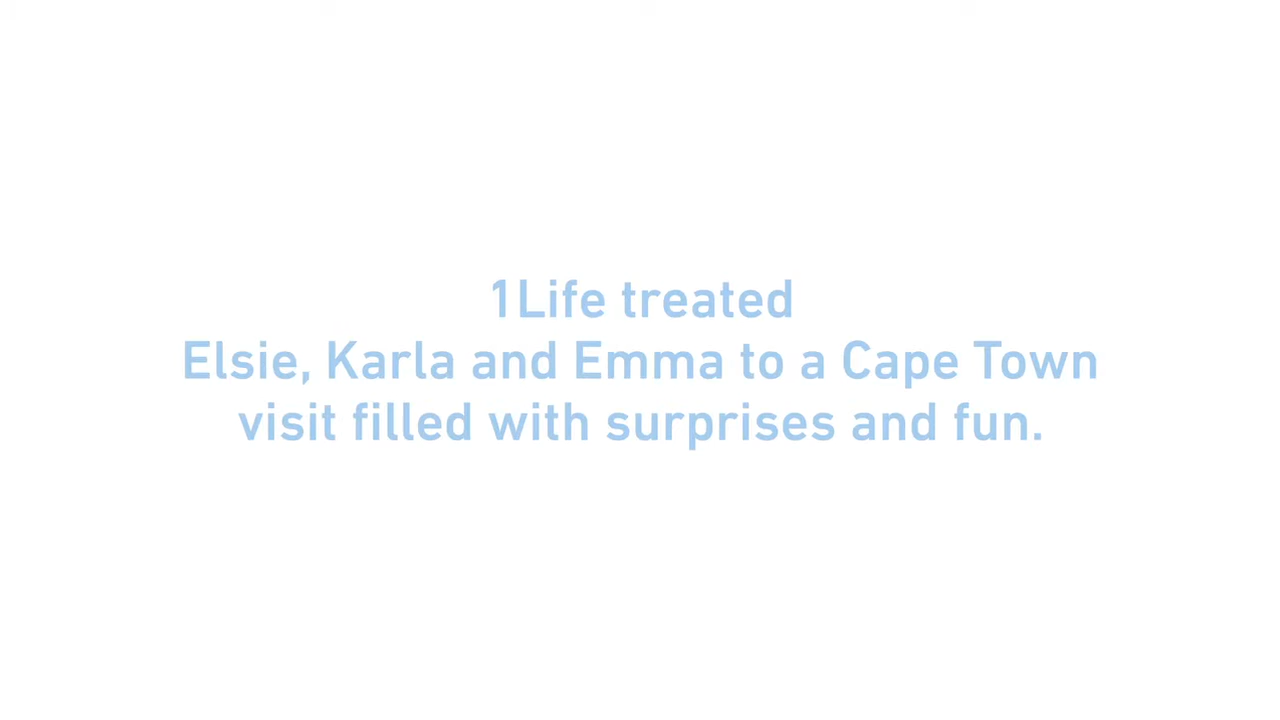 1Life treated
Elsie, Karla and Emma to a Cape Town
visit filled with surprises and fun.